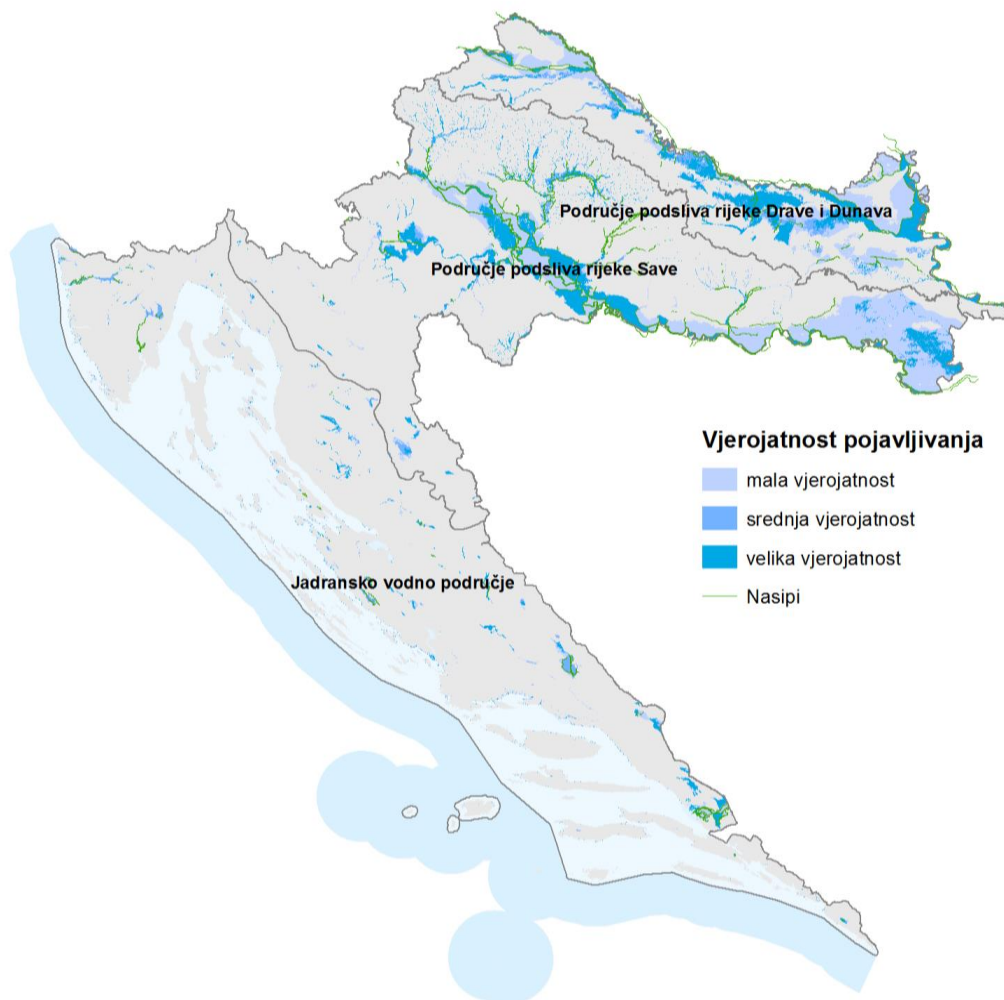 Područje podsliva rijeke Drave i Dunava
Područje podsliva rijeke Save
Vjerojatnost pojavljivanja
mala vjerojatnost
srednja vjerojatnost
velika vjerojatnost
Nasipi
Jadransko vodno područje